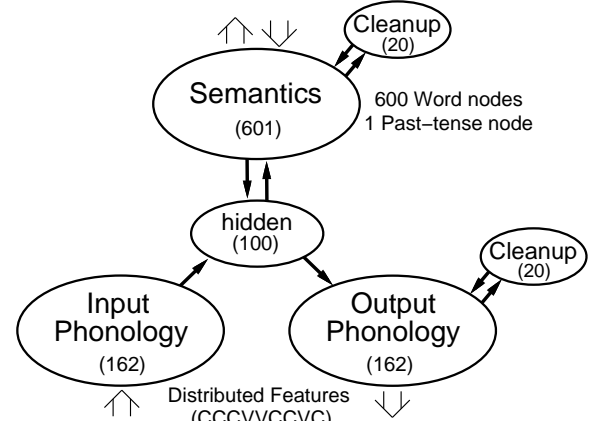 Cleanup
(20)
Semantics
(601)
600 Word nodes
1 Past−tense node
hidden
(100)
Cleanup
(20)
Input
Phonology
(162)
Output
Phonology
(162)
Distributed Features
(CCCVVCCVC)